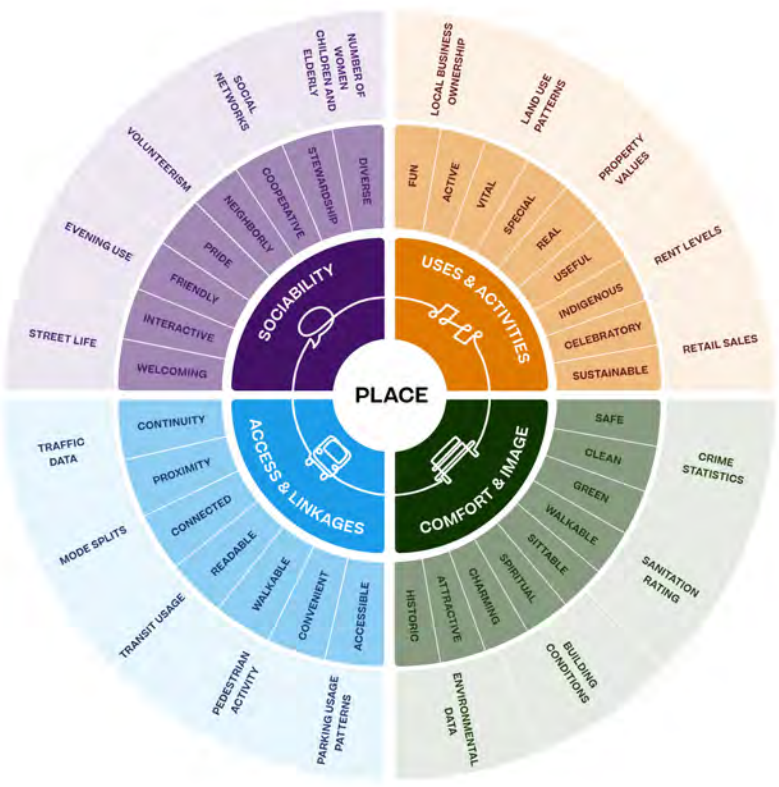 PLACE
SOCIABILITY
USES & ACTIVITIES
ACCESS & LINKAGES
COMFORT & IMAGE
WELCOMING
INTERACTIVE
FRIENDLY
PRIDE
NEIGHBORLY
COOPERATIVE
STEWARDSHIP
DIVERSE
FUN
ACTIVE
VITAL
SPECIAL
REAL
USEFUL
INDIGENOUS
CELEBRATORY
SUSTAINABLE
SAFE
CLEAN
GREEN
WALKABLE
SITTABLE
SPIRITUAL
CHARMING
ATTRACTIVE
HISTORIC
ACCESSIBLE
CONVENIENT
WALKABLE
READABLE
CONNECTED
PROXIMITY
CONTINUITY
STREET LIFE
EVENING USE
VOLUNTEERISM
SOCIAL
NETWORKS
NUMBER OF
WOMEN
CHILDREN AND
ELDERLY
LOCAL BUSINESS
OWNERSHIP
LAND USE
PATTERNS
PROPERTY
VALUES
RENT LEVELS
RETAIL SALES
CRIME
STATISTICS
SANITATION
RATING
BUILDING
CONDITIONS
ENVIRONMENTAL
DATA
PARKING USAGE
PATTERNS
PEDESTRIAN
ACTIVITY
TRANSIT USAGE
MODE SPLITS
TRAFFIC
DATA